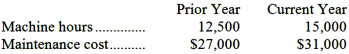 Prior Year Current Year
Machine hours .............. 12,500 15,000
Maintenance cost.......... $27,000 $31,000